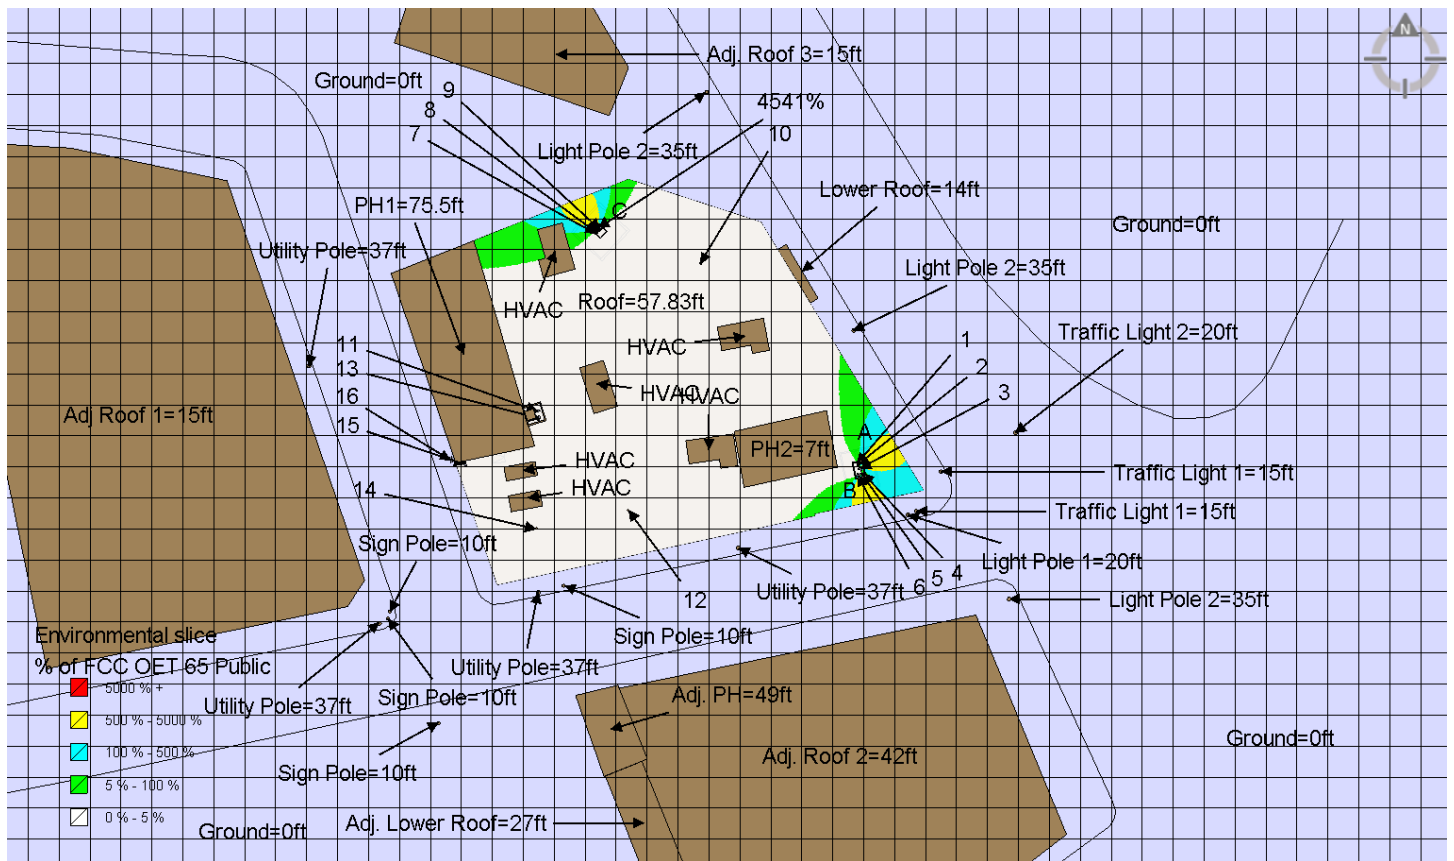 N
Adj. Roof 3=15ft
Ground=0ft
9
8
7
4541%
10
Light Pole 2=35ft
Lower Roof=14ft
PH1=75.5ft
C
Ground=0ft
Utility Pole=37ft
Light Pole 2=35ft
HVAC
Roof=57.83ft
Traffic Light 2=20ft
11
13
16
15
14
HVAC
HVAC
HVAC
1
2
3
Adj Roof 1=15ft
A
PH2=7ft
HVAC
HVAC
B
Traffic Light 1=15ft
Traffic Light 1=15ft
Sign Pole=10ft
Light Pole 1=20ft
6
5
4
Utility Pole=37ft
12
Light Pole 2=35ft
Sign Pole=10ft
Environmental slice
% of FCC OET 65 Public
5000 % +
500 % - 5000 %
100 % - 500 %
5 % - 100 %
0 % - 5 %
Utility Pole=37ft
Sign Pole=10ft
Utility Pole=37ft
Adj. PH=49ft
Sign Pole=10ft
Adj. Roof 2=42ft
Ground=0ft
Ground=0ft
Adj. Lower Roof=27ft